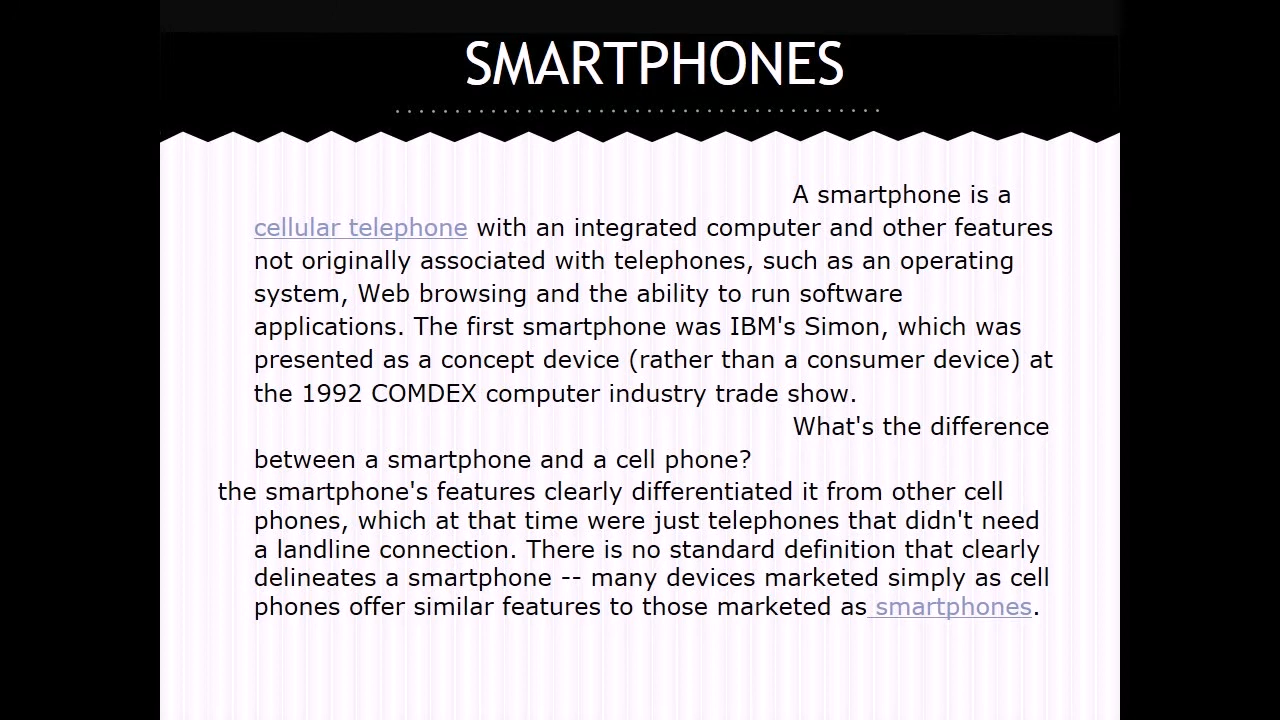 SMARTPHONES
A smartphone is a
cellular telephone with an integrated computer and other features
not originally associated with telephones, such as an operating
system, Web browsing and the ability to run software
applications. The first smartphone was IBM's Simon, which was
presented as a concept device (rather than a consumer device) at
the 1992 COMDEX computer industry trade show.
What's the difference
between a smartphone and a cell phone?
the smartphone's features clearly differentiated it from other cell
phones, which at that time were just telephones that didn't need
a landline connection. There is no standard definition that clearly
delineates a smartphone -- many devices marketed simply as cell
phones offer similar features to those marketed as smartphones.